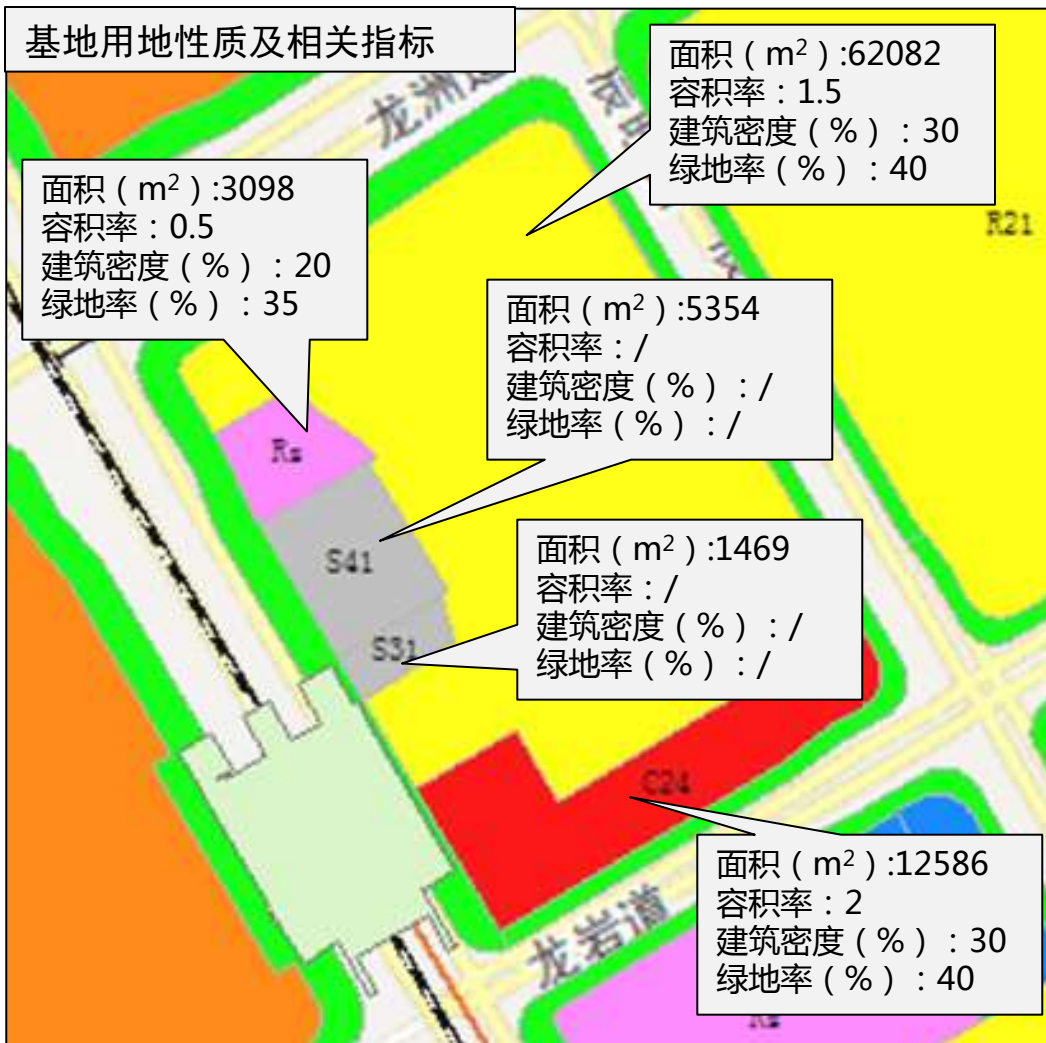 基地用地性质及相关指标
龙洲道
面积（m²）:62082
容积率：1.5
建筑密度（%）：30
绿地率（%）：40
面积（m²）:3098
容积率：0.5
建筑密度（%）：20
绿地率（%）：35
R21
面积（m²）:5354
容积率：/
建筑密度（%）：/
绿地率（%）：/
Rs
S41
面积（m²）:1469
容积率：/
建筑密度（%）：/
绿地率（%）：/
S31
C24
面积（m²）:12586
容积率：2
建筑密度（%）：30
绿地率（%）：40
龙岩道